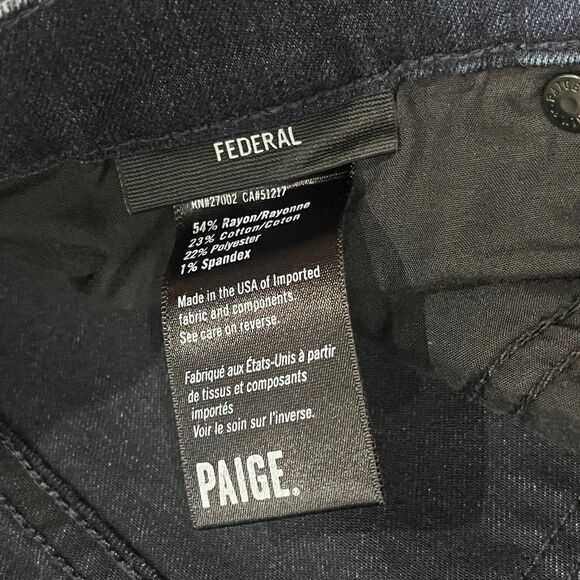 FEDERAL
RN#27002 CA#51217
54% Rayon/Rayonne
23% Cotton/Coton
22% Polyester
1% Spandex
Made in the USA of Imported
fabric and components.
See care on reverse.
Fabriqué aux États-Unis à partir
de tissus et composants
importés
Voir le soin sur l'inverse.
PAIGE.
PAIGE